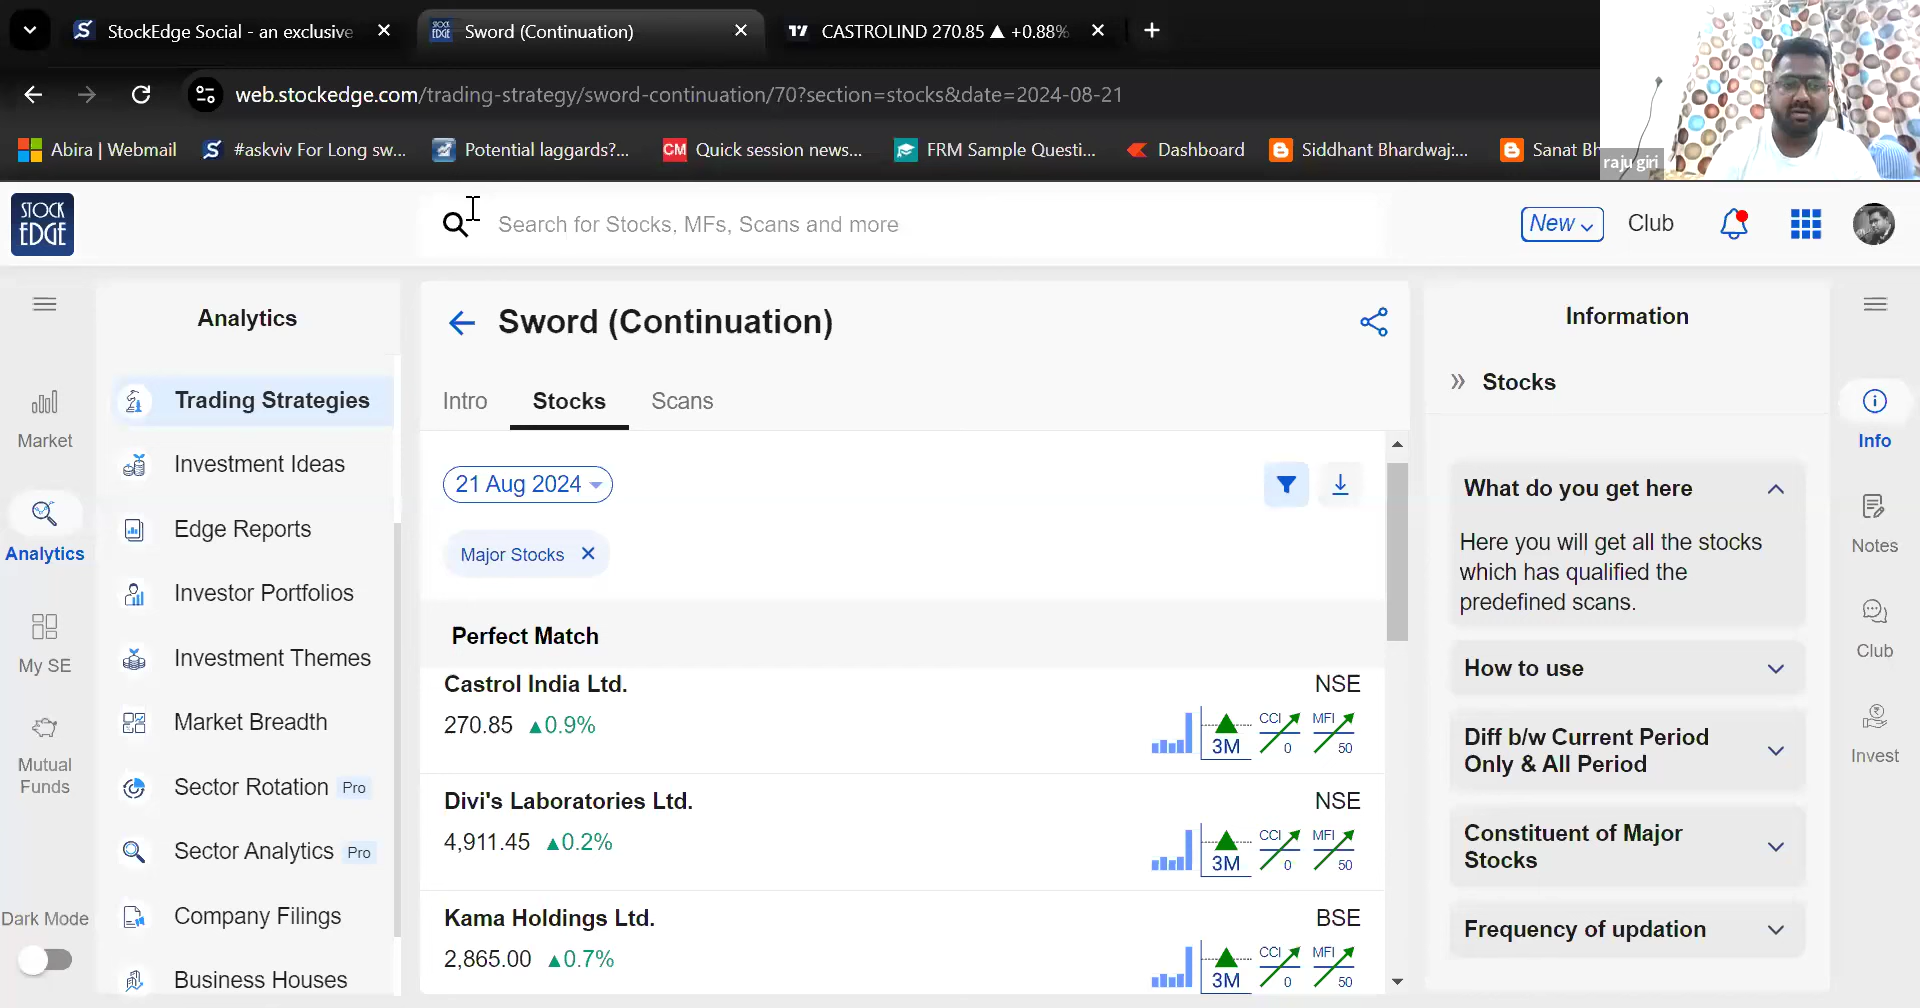 StockEdge Social - an exclusive
Sword (Continuation)
CASTROLIND 270.85 ▲ +0.88%
web.stockedge.com/trading-strategy/sword-continuation/70?section=stocks&date=2024-08-21
Abira | Webmail
#askviv For Long sw...
Potential laggards?...
CM Quick session news...
FRM Sample Questi...
Dashboard
Siddhant Bhardwaj:...
Sanat Bh
raju giri
STOCK
EDGE
Search for Stocks, MFs, Scans and more
New
Club
Market
Analytics
My SE
Mutual
Funds
Dark Mode
Analytics
Trading Strategies
Investment Ideas
Edge Reports
Investor Portfolios
Investment Themes
Market Breadth
Sector Rotation Pro
Sector Analytics Pro
Company Filings
Business Houses
Sword (Continuation)
Intro
Stocks
Scans
21 Aug 2024
Major Stocks ✕
Perfect Match
Castrol India Ltd.
NSE
270.85 ▲0.9%
3M
CCI
0
MFI
50
Divi's Laboratories Ltd.
NSE
4,911.45 ▲0.2%
3M
CCI
0
MFI
50
Kama Holdings Ltd.
BSE
2,865.00 ▲0.7%
3M
CCI
0
MFI
50
Information
Stocks
What do you get here
Here you will get all the stocks
which has qualified the
predefined scans.
How to use
Diff b/w Current Period
Only & All Period
Constituent of Major
Stocks
Frequency of updation
Info
Notes
Club
Invest